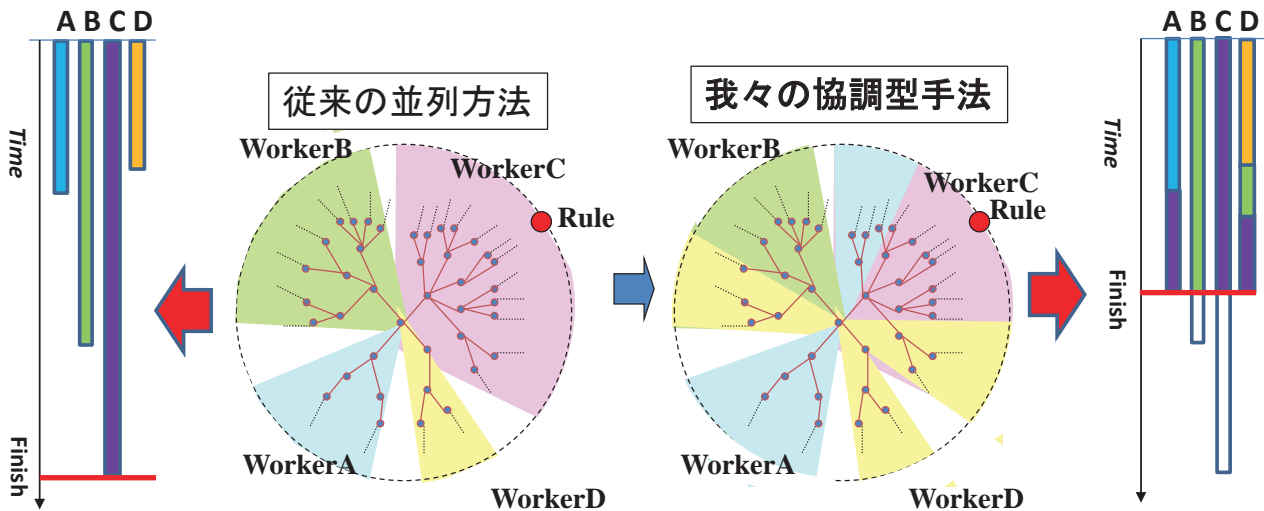 A B C D
Time
Finish
従来の並列方法
WorkerB
WorkerC
Rule
WorkerA
WorkerD
我々の協調型手法
WorkerB
WorkerC
Rule
WorkerA
WorkerD
A B C D
Time
Finish